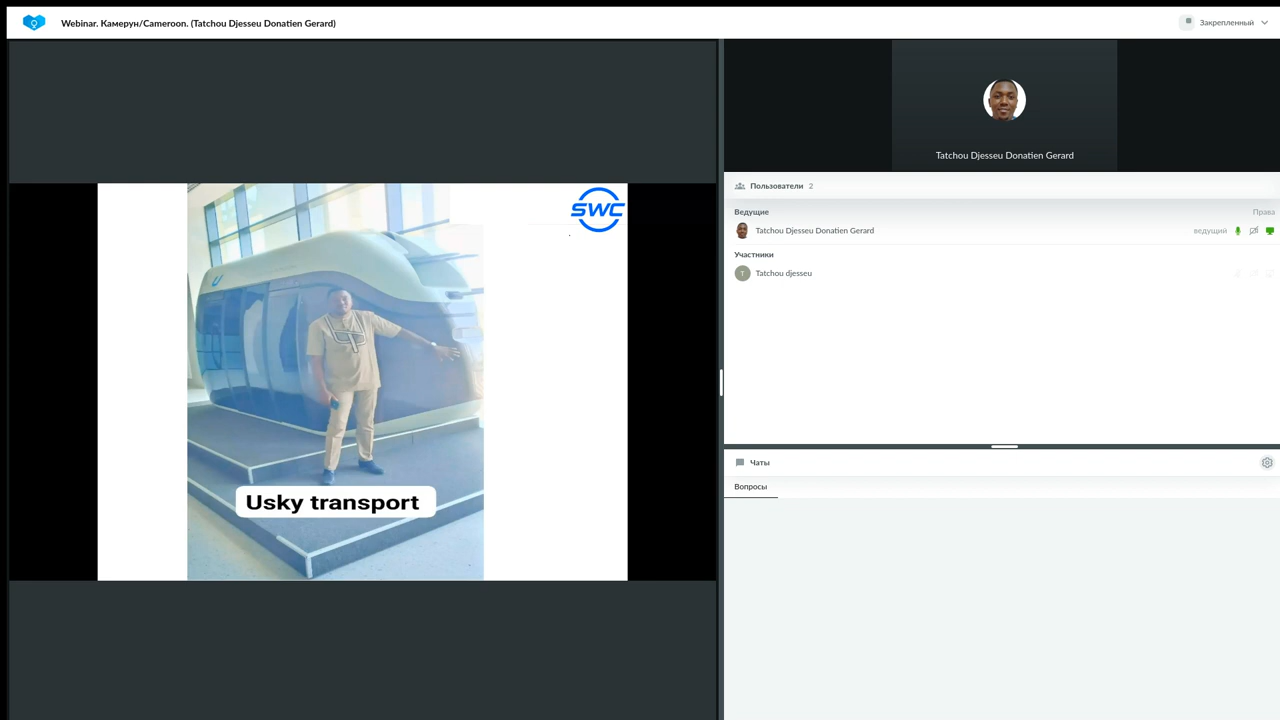 Webinar. Камерун/Cameroon. (Tatchou Djesseu Donatien Gerard)
Закрепленный
SWC
Usky transport
Tatchou Djesseu Donatien Gerard
Пользователи 2
Ведущие Права
Tatchou Djesseu Donatien Gerard ведущий
Участники
T Tatchou djesseu
Чаты
Вопросы